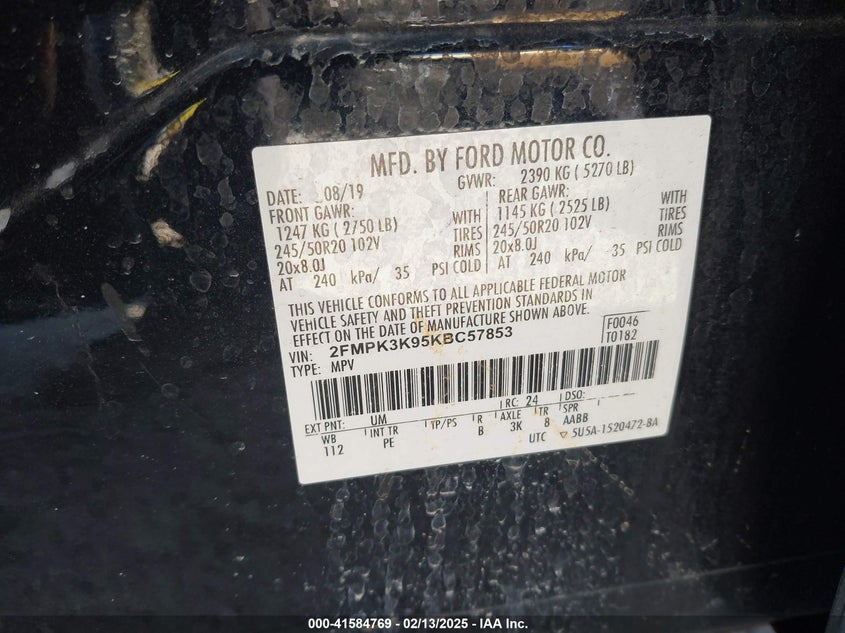 MFD. BY FORD MOTOR CO.
DATE: 08/19
GVWR: 2390 KG ( 5270 LB)
FRONT GAWR:
1247 KG ( 2750 LB) WITH
245/50R20 102V TIRES
20x8.0J RIMS
AT 240 kPa/ 35 PSI COLD
REAR GAWR:
1145 KG ( 2525 LB) WITH
245/50R20 102V TIRES
20x8.0J RIMS
AT 240 kPa/ 35 PSI COLD
THIS VEHICLE CONFORMS TO ALL APPLICABLE FEDERAL MOTOR
VEHICLE SAFETY AND THEFT PREVENTION STANDARDS IN
EFFECT ON THE DATE OF MANUFACTURE SHOWN ABOVE.
VIN: 2FMPK3K95KBC57853
TYPE: MPV
F0046
T0182
EXT PNT: UM RC: 24 DSO:
WB INT TR TP/PS R AXLE TR SPR
112 PE B 3K 8 AABB
UTC ▽ 5U5A-1520472-BA
000-41584769 - 02/13/2025 - IAA Inc.